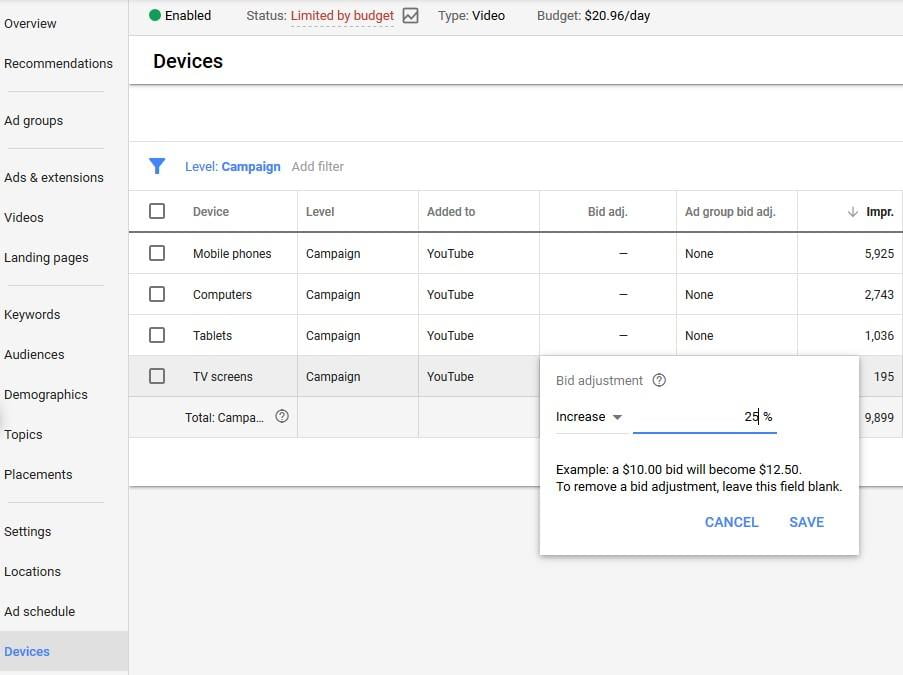 Overview
Recommendations
Ad groups
Ads & extensions
Videos
Landing pages
Keywords
Audiences
Demographics
Topics
Placements
Settings
Locations
Ad schedule
Devices
Enabled Status: Limited by budget Type: Video Budget: $20.96/day
Devices
Level: Campaign Add filter
Device Level Added to Bid adj. Ad group bid adj. ↓ Impr.
Mobile phones Campaign YouTube — None 5,925
Computers Campaign YouTube — None 2,743
Tablets Campaign YouTube — None 1,036
TV screens Campaign YouTube 195
Total: Campa... ? 9,899
Bid adjustment ?
Increase 25 %
Example: a $10.00 bid will become $12.50.
To remove a bid adjustment, leave this field blank.
CANCEL SAVE